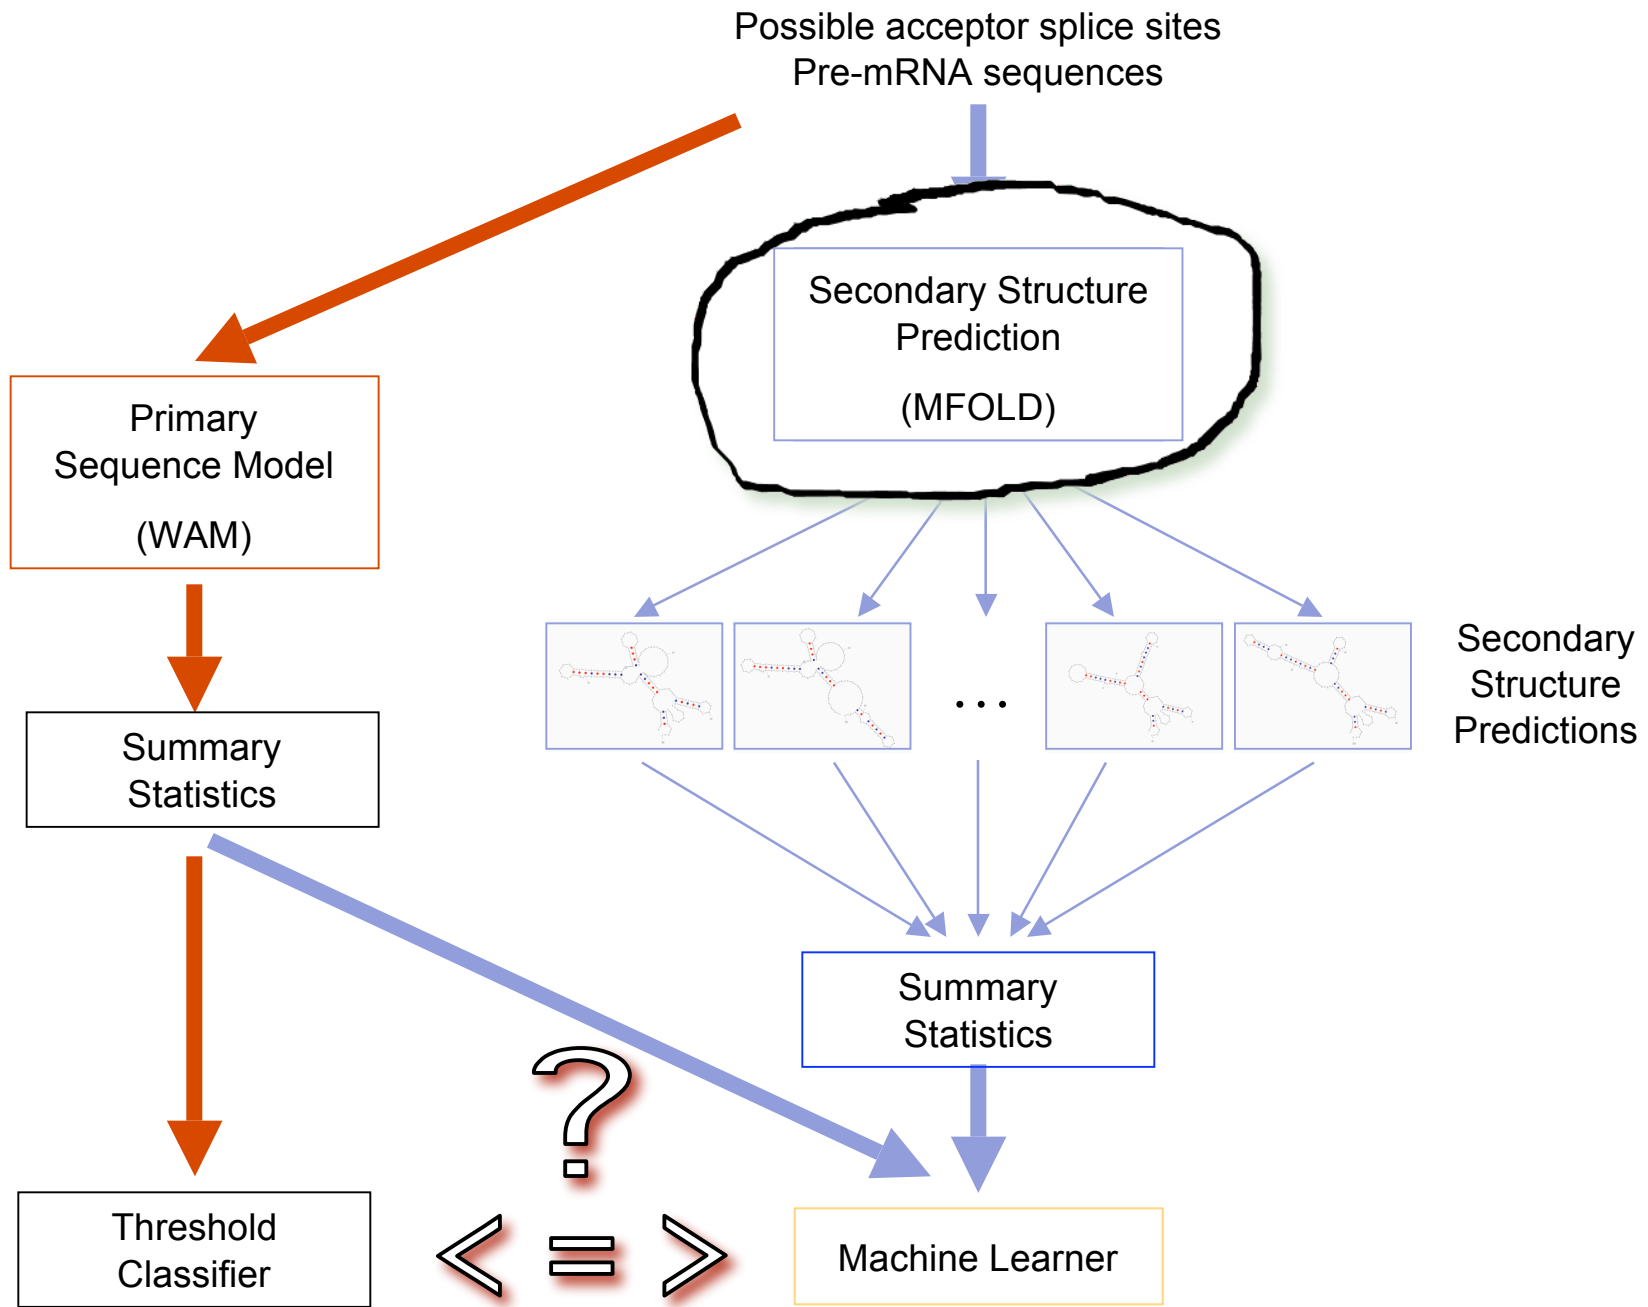 Possible acceptor splice sites
Pre-mRNA sequences
Secondary Structure
Prediction
(MFOLD)
Primary
Sequence Model
(WAM)
Secondary
Structure
Predictions
...
Summary
Statistics
Summary
Statistics
?
< = >
Threshold
Classifier
Machine Learner